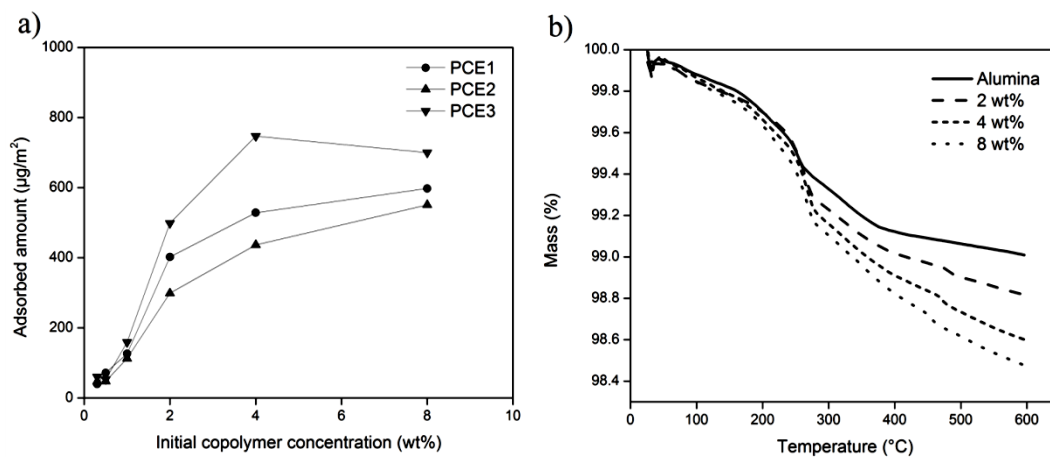 a)
1000
800
600
400
200
0
Adsorbed amount (µg/m²)
PCE1
PCE2
PCE3
0 2 4 6 8 10
Initial copolymer concentration (wt%)
b)
100.0
99.8
99.6
99.4
99.2
99.0
98.8
98.6
98.4
Mass (%)
Alumina
2 wt%
4 wt%
8 wt%
0 100 200 300 400 500 600
Temperature (°C)